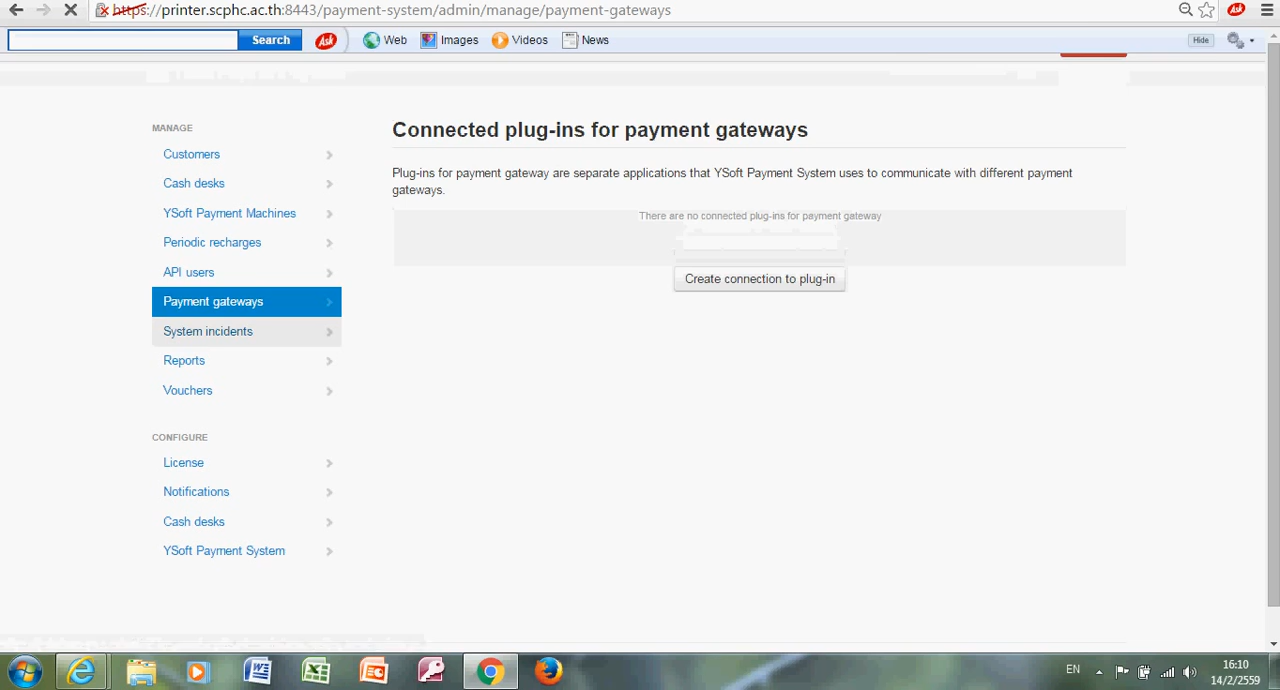 https://printer.scphc.ac.th:8443/payment-system/admin/manage/payment-gateways
Search
Ask
Web
Images
Videos
News
Hide
Ask
MANAGE
Customers
Cash desks
YSoft Payment Machines
Periodic recharges
API users
Payment gateways
System incidents
Reports
Vouchers
CONFIGURE
License
Notifications
Cash desks
YSoft Payment System
Connected plug-ins for payment gateways
Plug-ins for payment gateway are separate applications that YSoft Payment System uses to communicate with different payment
gateways.
There are no connected plug-ins for payment gateway
Create connection to plug-in
EN
16:10
14/2/2559